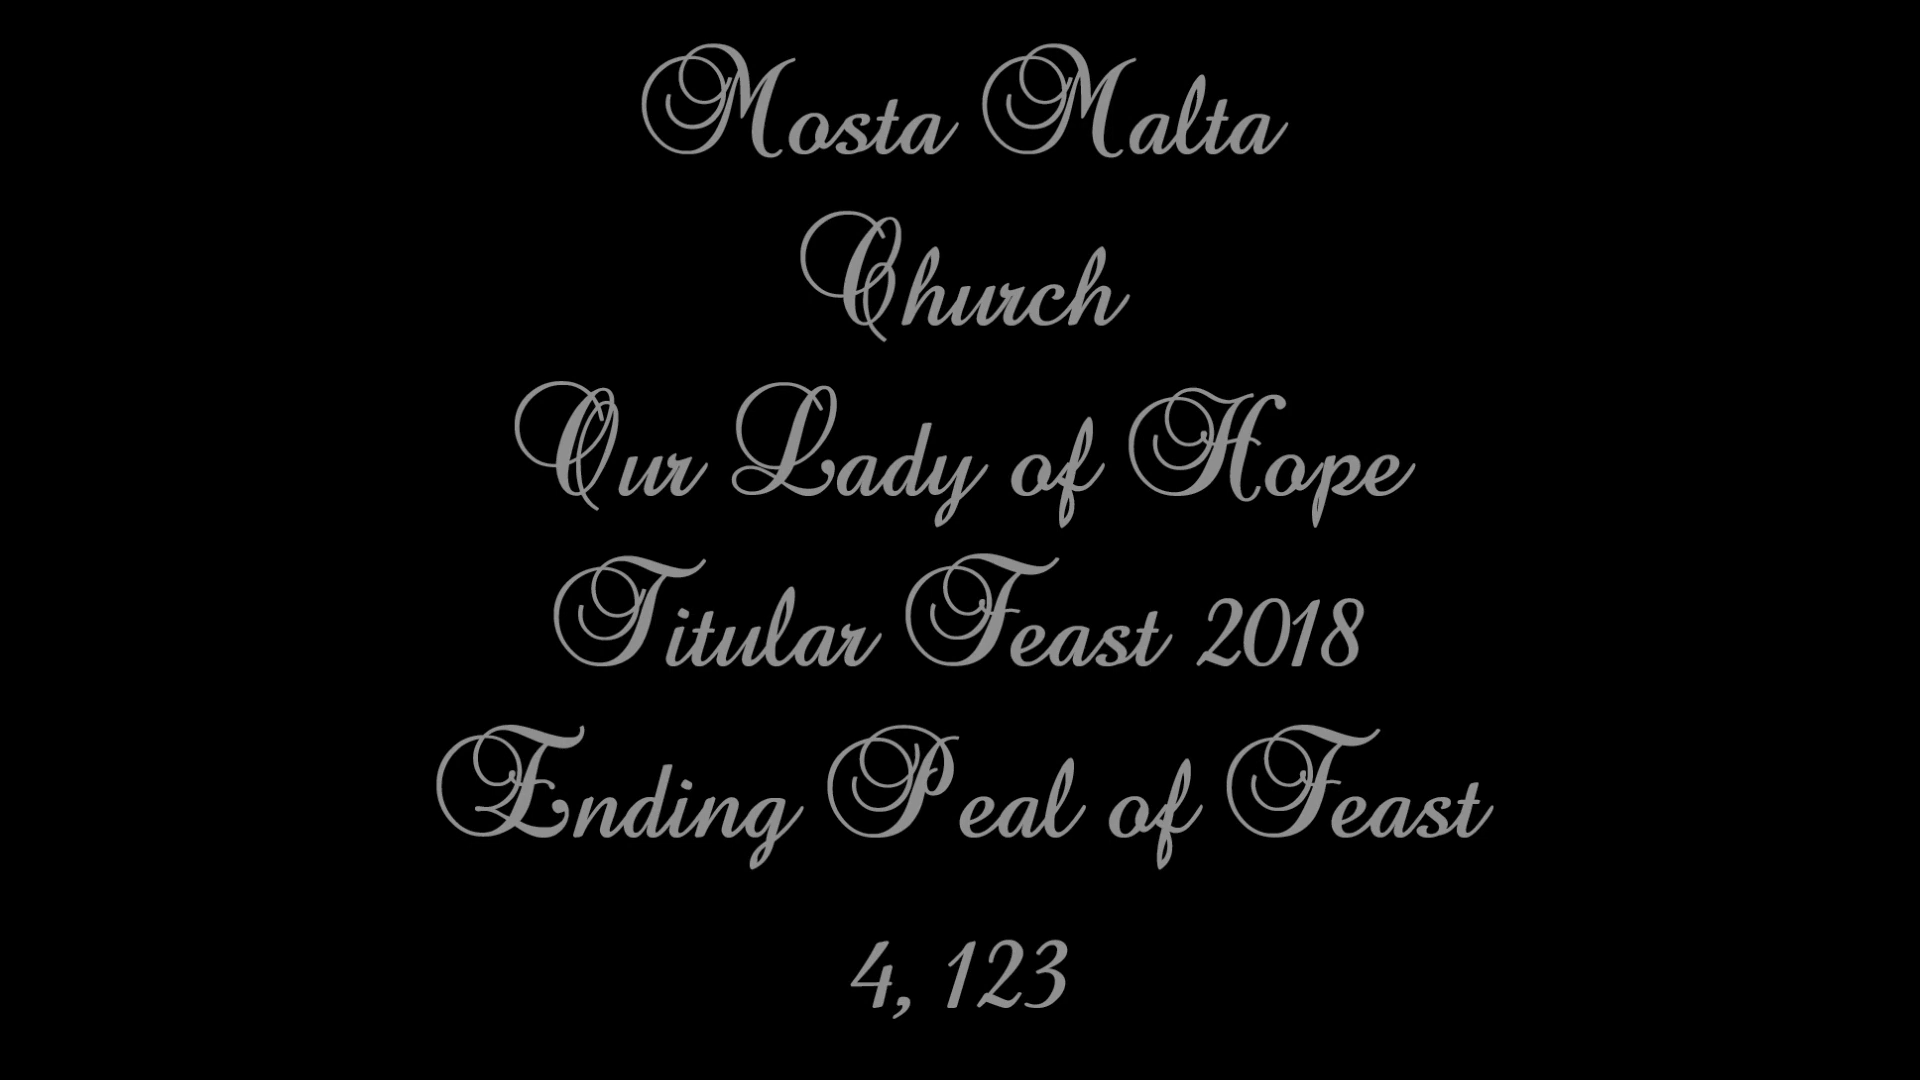 Mosta Malta
Church
Our Lady of Hope
Titular Feast 2018
Ending Peal of Feast
4, 123